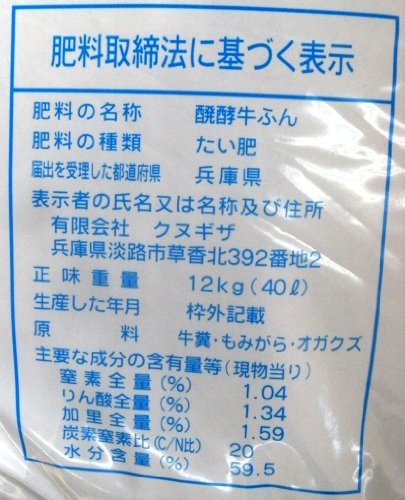 肥料取締法に基づく表示
肥料の名称 醗酵牛ふん
肥料の種類 たい肥
届出を受理した都道府県 兵庫県
表示者の氏名又は名称及び住所
有限会社 クヌギザ
兵庫県淡路市草香北392番地2
正味重量 12kg(40ℓ)
生産した年月 枠外記載
原料 牛糞・もみがら・オガクズ
主要な成分の含有量等(現物当り)
窒素全量(%) 1.04
りん酸全量(%) 1.34
加里全量(%) 1.59
炭素窒素比(C/N比) 20
水分含量(%) 59.5